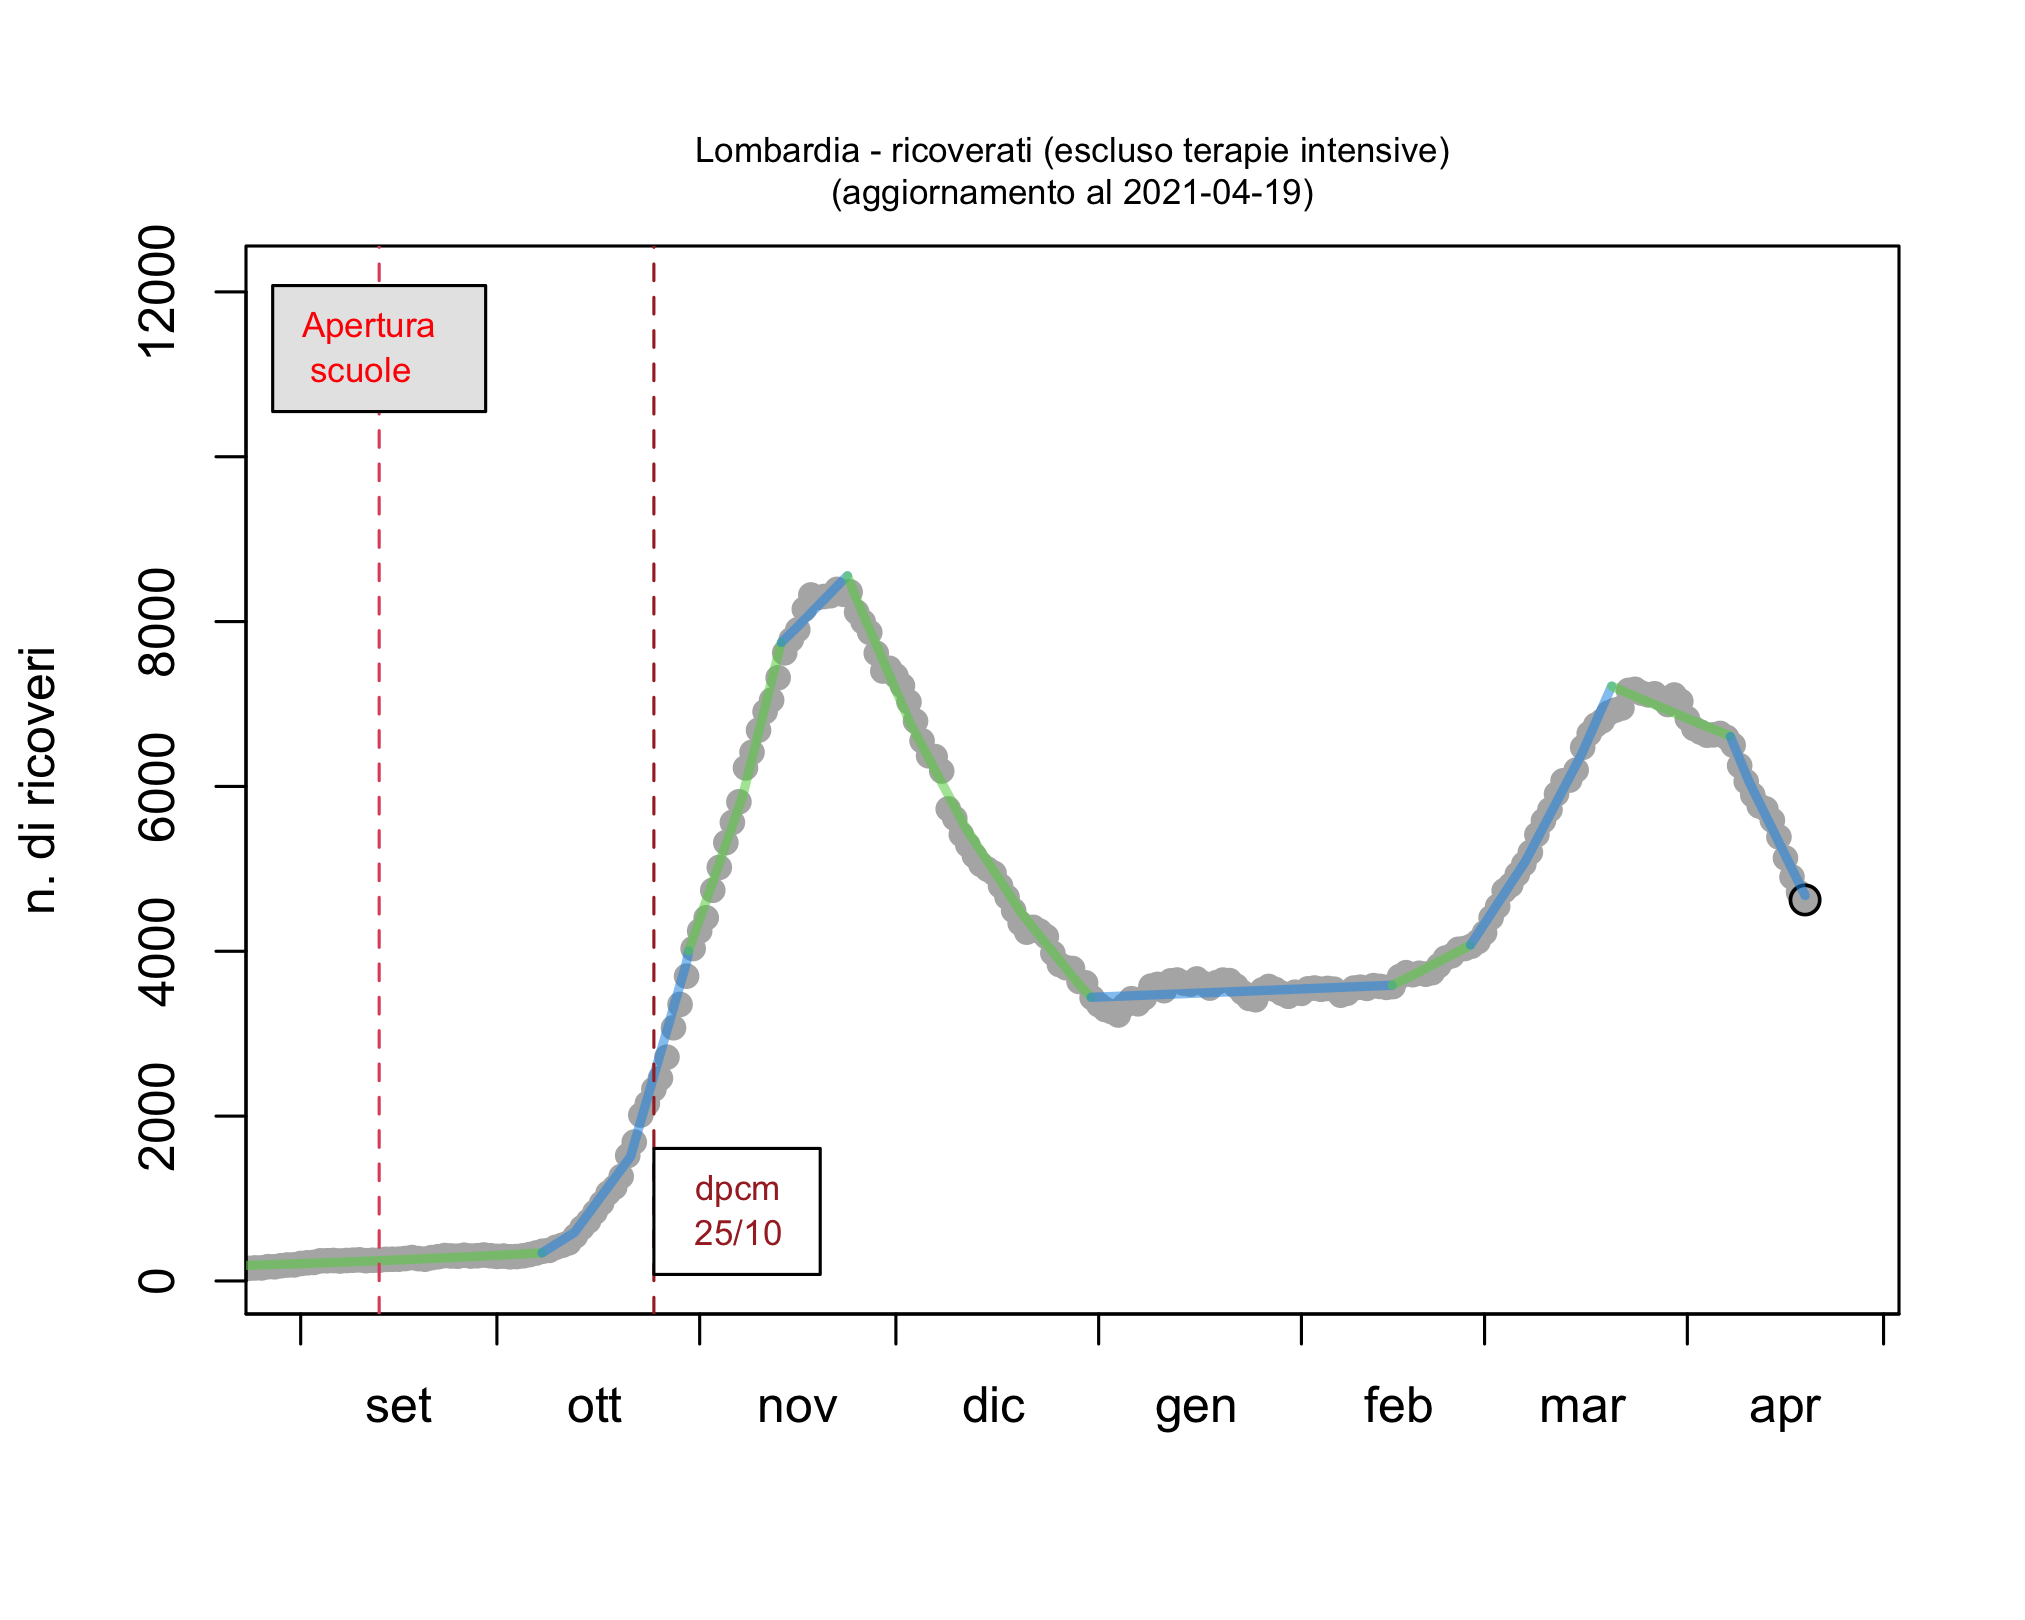 Lombardia - ricoverati (escluso terapie intensive)
(aggiornamento al 2021-04-19)
n. di ricoveri
12000
8000
6000
4000
2000
0
Apertura
scuole
dpcm
25/10
set ott nov dic gen feb mar apr